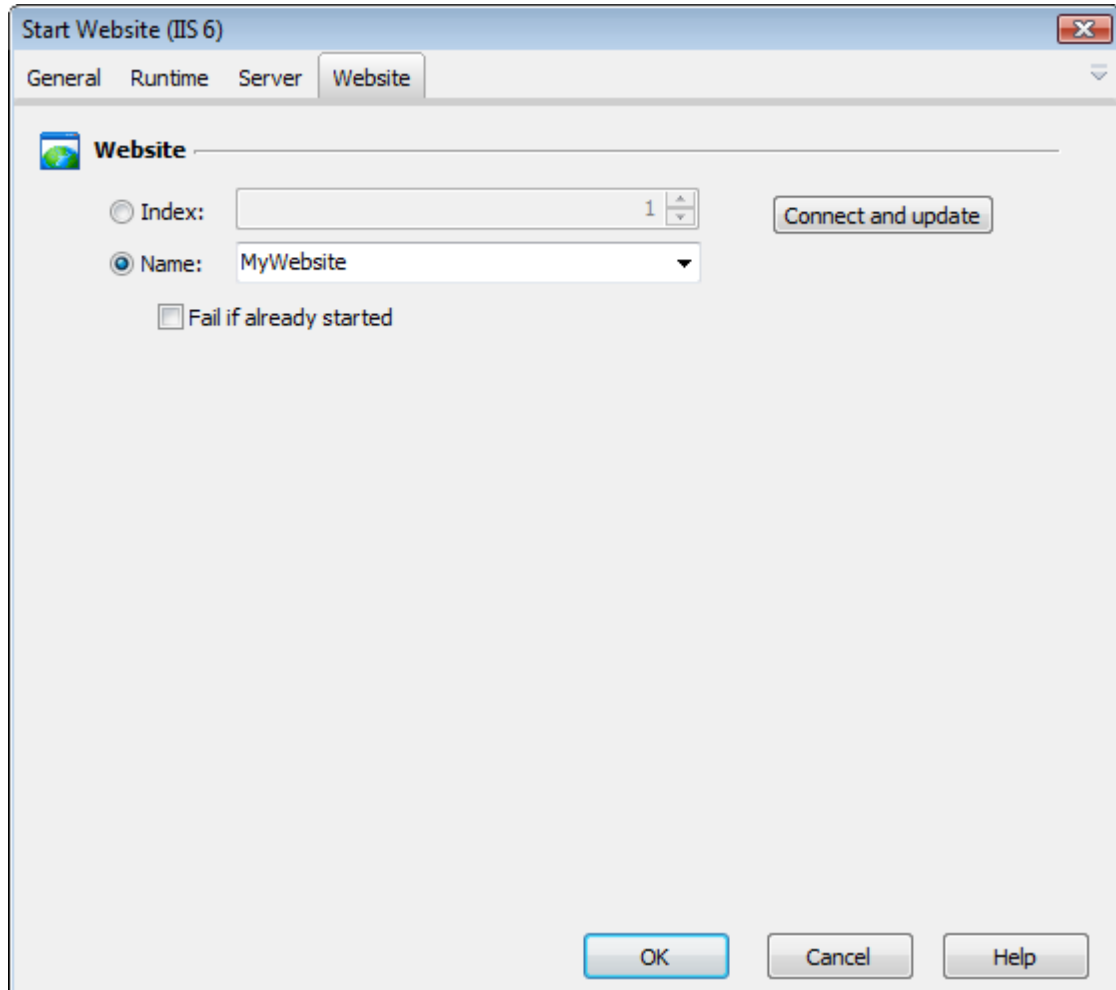 Start Website (IIS 6)
General Runtime Server Website
Website
Index: 1 Connect and update
Name: MyWebsite
Fail if already started
OK Cancel Help